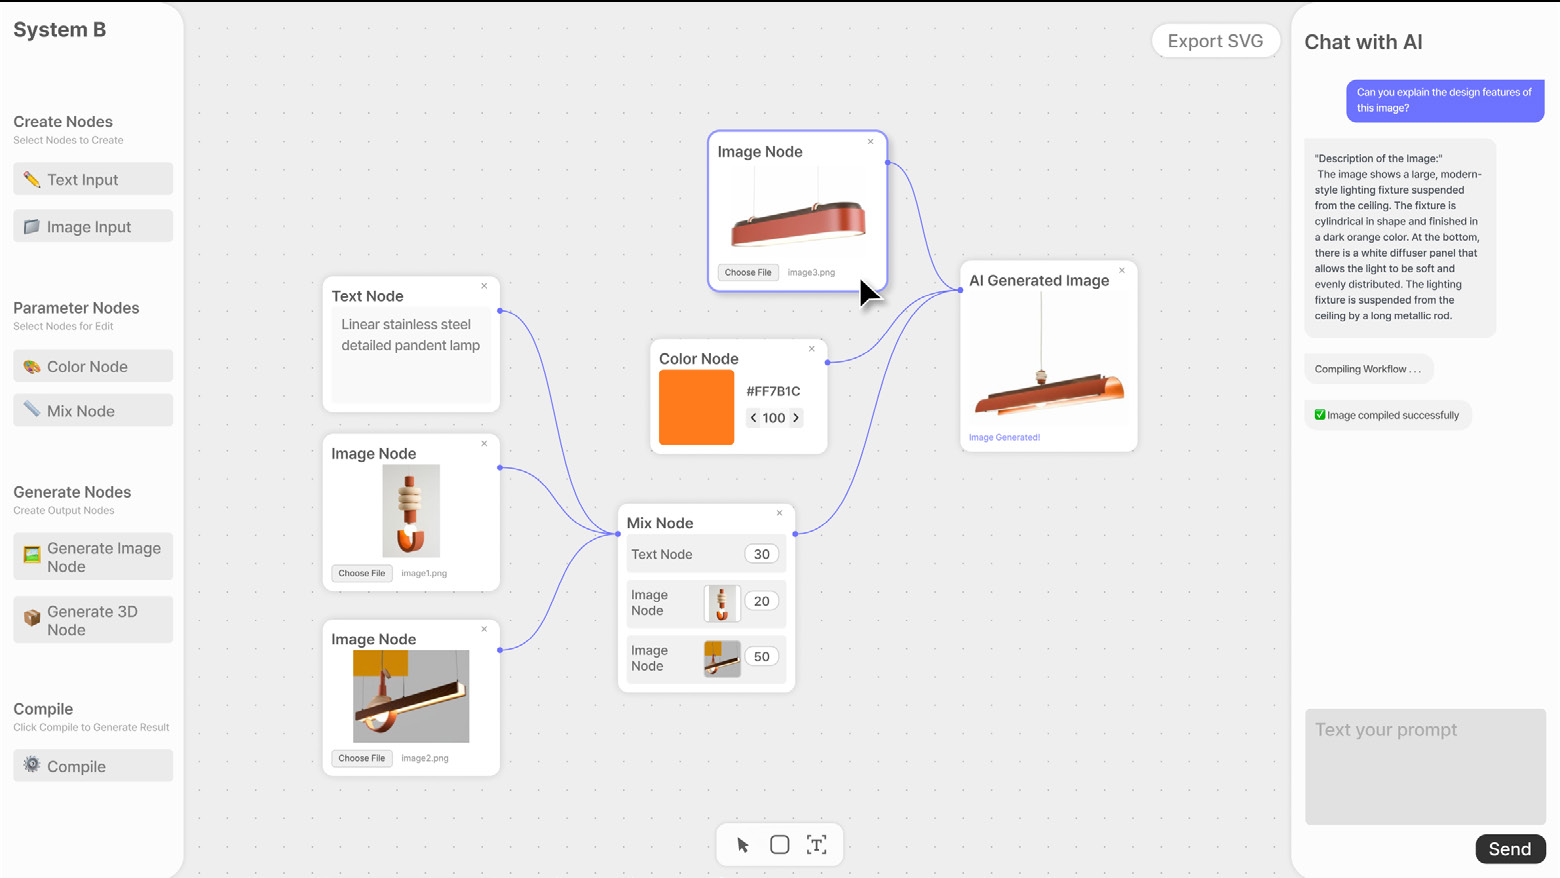 System B
Create Nodes
Select Nodes to Create
Text Input
Image Input
Parameter Nodes
Select Nodes for Edit
Color Node
Mix Node
Generate Nodes
Create Output Nodes
Generate Image
Node
Generate 3D
Node
Compile
Click Compile to Generate Result
Compile
Text Node
Linear stainless steel
detailed pandent lamp
Image Node
Choose File image1.png
Image Node
Choose File image2.png
Image Node
Choose File image3.png
Color Node
#FF7B1C
100
Mix Node
Text Node 30
Image
Node
20
Image
Node
50
AI Generated Image
Image Generated!
Export SVG
Chat with AI
Can you explain the design features of
this image?
"Description of the Image:"
The image shows a large, modern-
style lighting fixture suspended
from the ceiling. The fixture is
cylindrical in shape and finished in
a dark orange color. At the bottom,
there is a white diffuser panel that
allows the light to be soft and
evenly distributed. The lighting
fixture is suspended from the
ceiling by a long metallic rod.
Compiling Workflow . . .
Image compiled successfully
Text your prompt
Send